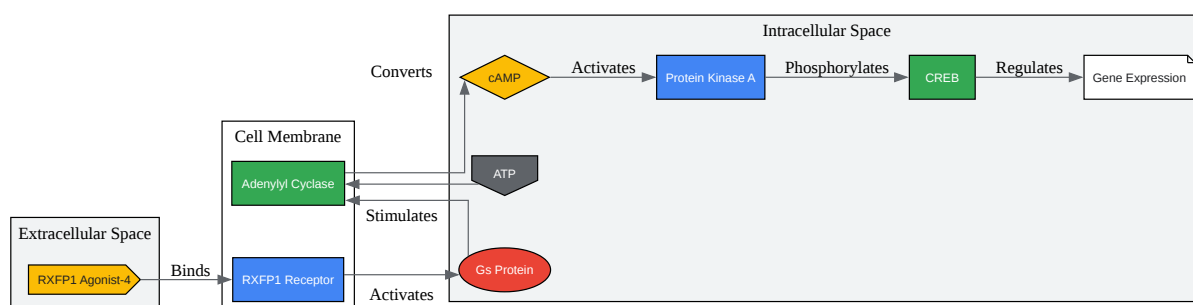 Intracellular Space
Converts
cAMP
Activates
Protein Kinase A
Phosphorylates
CREB
Regulates
Gene Expression
Cell Membrane
Adenylyl Cyclase
ATP
Stimulates
Extracellular Space
RXFP1 Agonist-4
Binds
RXFP1 Receptor
Activates
Gs Protein